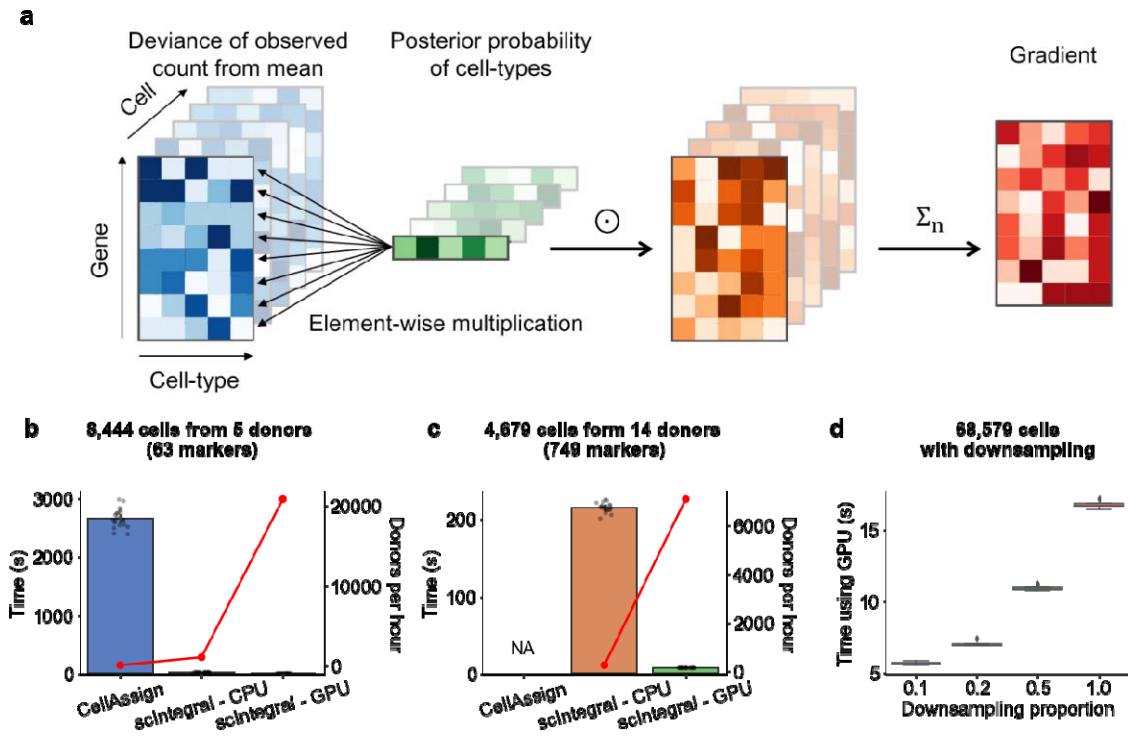 a
Deviance of observed
count from mean
Posterior probability
of cell-types
Gradient
Cell
Gene
⊙
Σn
Element-wise multiplication
Cell-type
b
8,444 cells from 5 donors
(63 markers)
3000
2000
1000
0
Time (s)
20000
10000
0
Donors per hour
CellAssign
scIntegral - CPU
scIntegral - GPU
c
4,679 cells form 14 donors
(749 markers)
200
100
0
Time (s)
NA
6000
4000
2000
0
Donors per hour
CellAssign
scIntegral - CPU
scIntegral - GPU
d
68,579 cells
with downsampling
15
10
5
Time using GPU (s)
0.1 0.2 0.5 1.0
Downsampling proportion